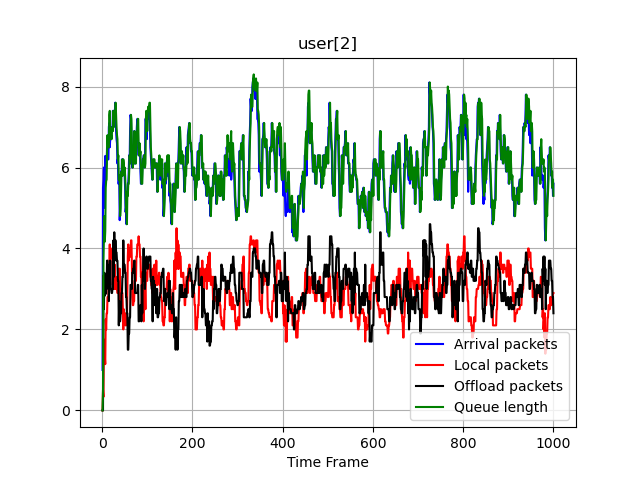 user[2]
8
6
4
2
0
Arrival packets
Local packets
Offload packets
Queue length
0 200 400 600 800 1000
Time Frame